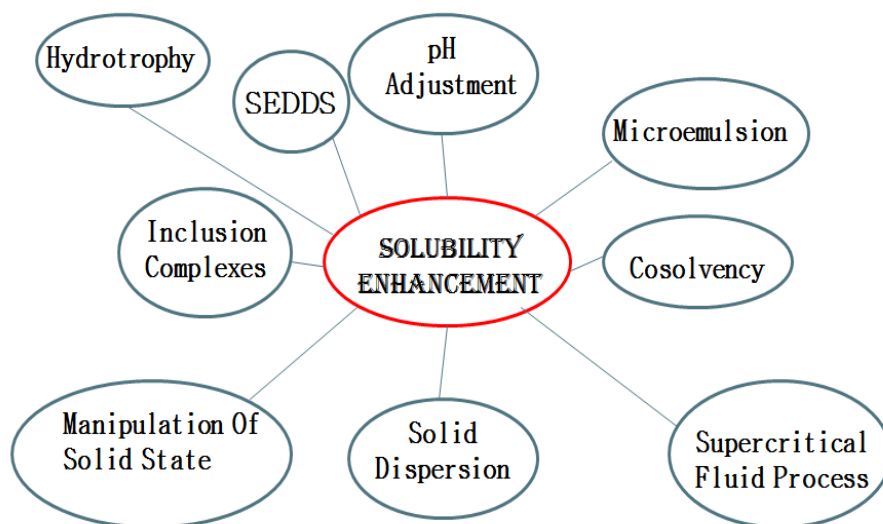 Hydrotrophy
SEDDS
pH
Adjustment
Microemulsion
Inclusion
Complexes
SOLUBILITY
ENHANCEMENT
Cosolvency
Manipulation Of
Solid State
Solid
Dispersion
Supercritical
Fluid Process